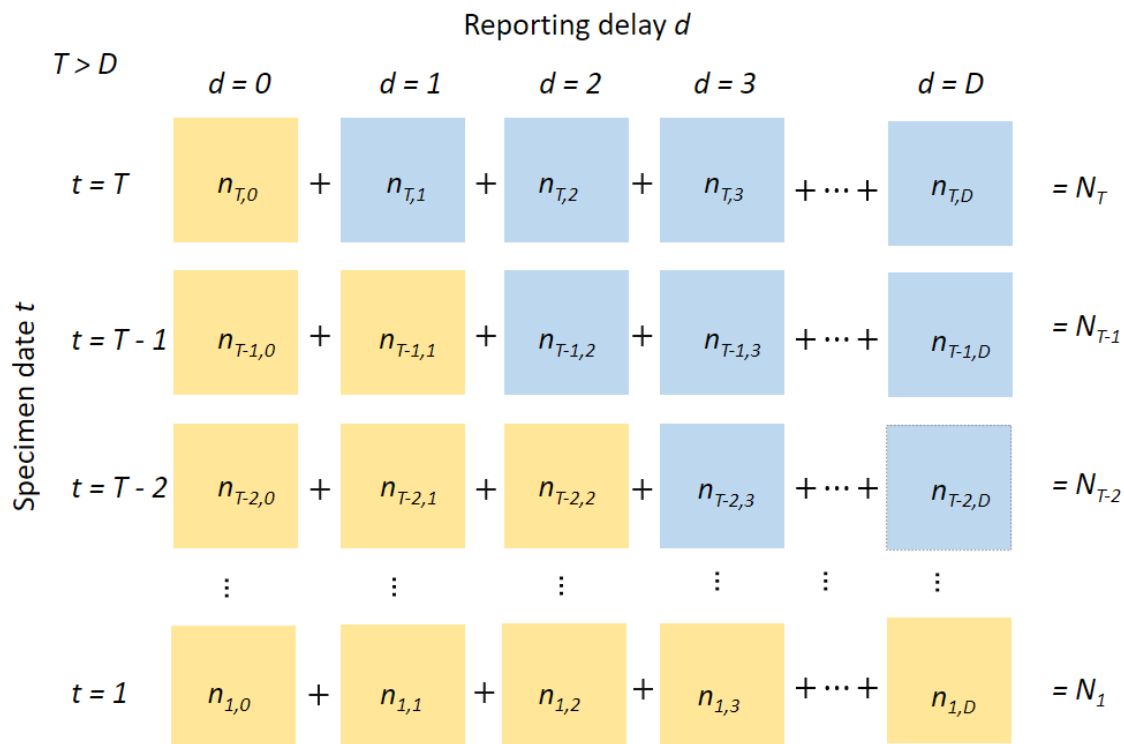 Reporting delay d
T > D
d = 0 d = 1 d = 2 d = 3 d = D
t = T n_{T,0} + n_{T,1} + n_{T,2} + n_{T,3} + ⋯ + n_{T,D} = N_T
Specimen date t
t = T - 1 n_{T-1,0} + n_{T-1,1} + n_{T-1,2} + n_{T-1,3} + ⋯ + n_{T-1,D} = N_{T-1}
t = T - 2 n_{T-2,0} + n_{T-2,1} + n_{T-2,2} + n_{T-2,3} + ⋯ + n_{T-2,D} = N_{T-2}
⋮ ⋮ ⋮ ⋮ ⋮ ⋮
t = 1 n_{1,0} + n_{1,1} + n_{1,2} + n_{1,3} + ⋯ + n_{1,D} = N_1